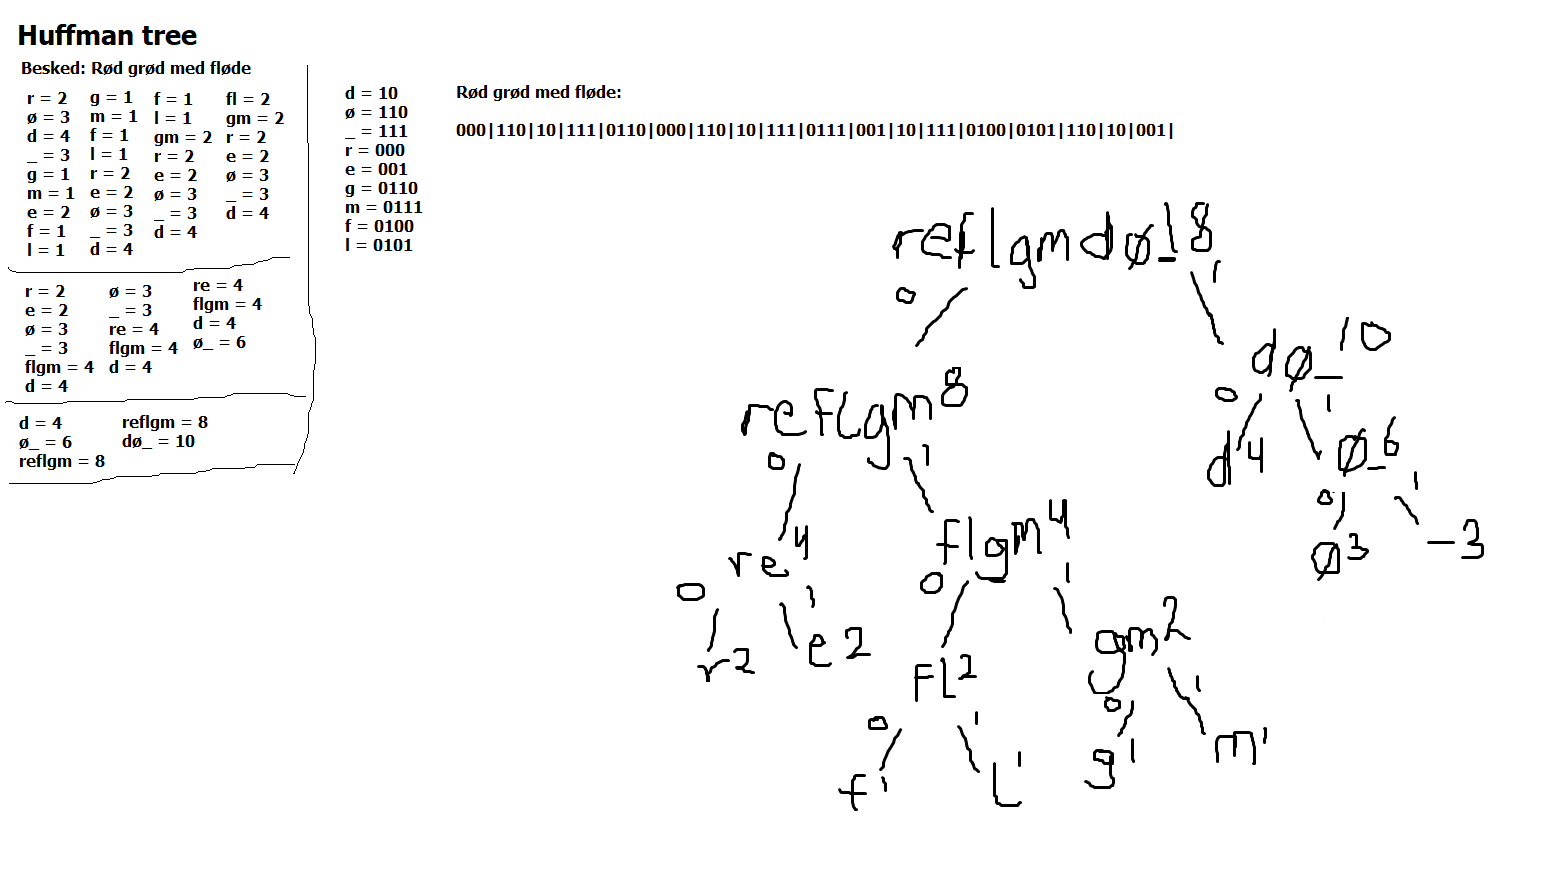 Huffman tree
Besked: Rød grød med fløde
r = 2
ø = 3
d = 4
_ = 3
g = 1
m = 1
e = 2
f = 1
l = 1
g = 1
m = 1
f = 1
l = 1
r = 2
e = 2
ø = 3
_ = 3
d = 4
f = 1
l = 1
gm = 2
r = 2
e = 2
ø = 3
_ = 3
d = 4
fl = 2
gm = 2
r = 2
e = 2
ø = 3
_ = 3
d = 4
r = 2
e = 2
ø = 3
_ = 3
flgm = 4
d = 4
ø = 3
_ = 3
re = 4
flgm = 4
d = 4
re = 4
flgm = 4
d = 4
ø_ = 6
d = 4
ø_ = 6
reflgm = 8
reflgm = 8
dø_ = 10
d = 10
ø = 110
_ = 111
r = 000
e = 001
g = 0110
m = 0111
f = 0100
l = 0101
Rød grød med fløde:
000|110|10|111|0110|000|110|10|111|0111|001|10|111|0100|0101|110|10|001|
reflgmdø_18
0
1
reflgm8
dø_10
0
1
0
1
re4
flgm4
d4
ø_6
0
1
0
1
0
1
r2
e2
FL2
gm2
ø3
_3
0
1
0
1
f1
L1
g1
m1